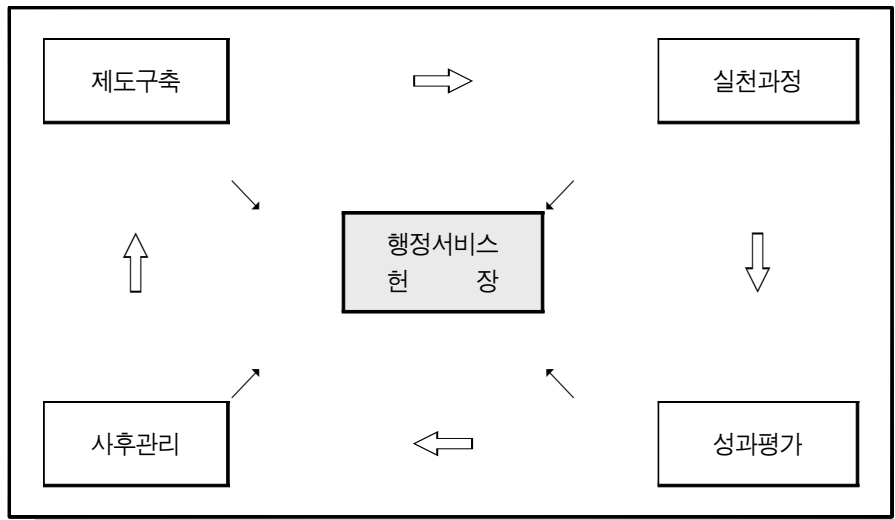 제도구축
실천과정
행정서비스
헌 장
사후관리
성과평가